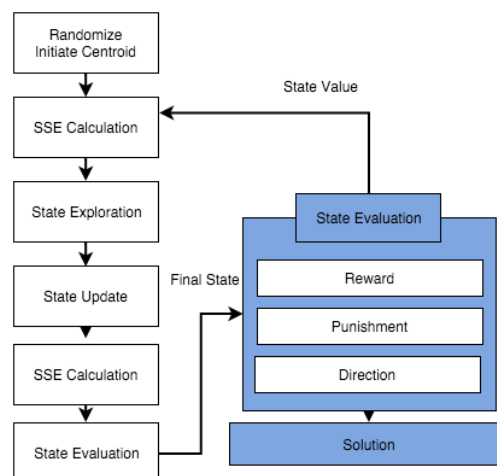 Randomize
Initiate Centroid
SSE Calculation
State Exploration
State Update
SSE Calculation
State Evaluation
Final State
State Value
State Evaluation
Reward
Punishment
Direction
Solution